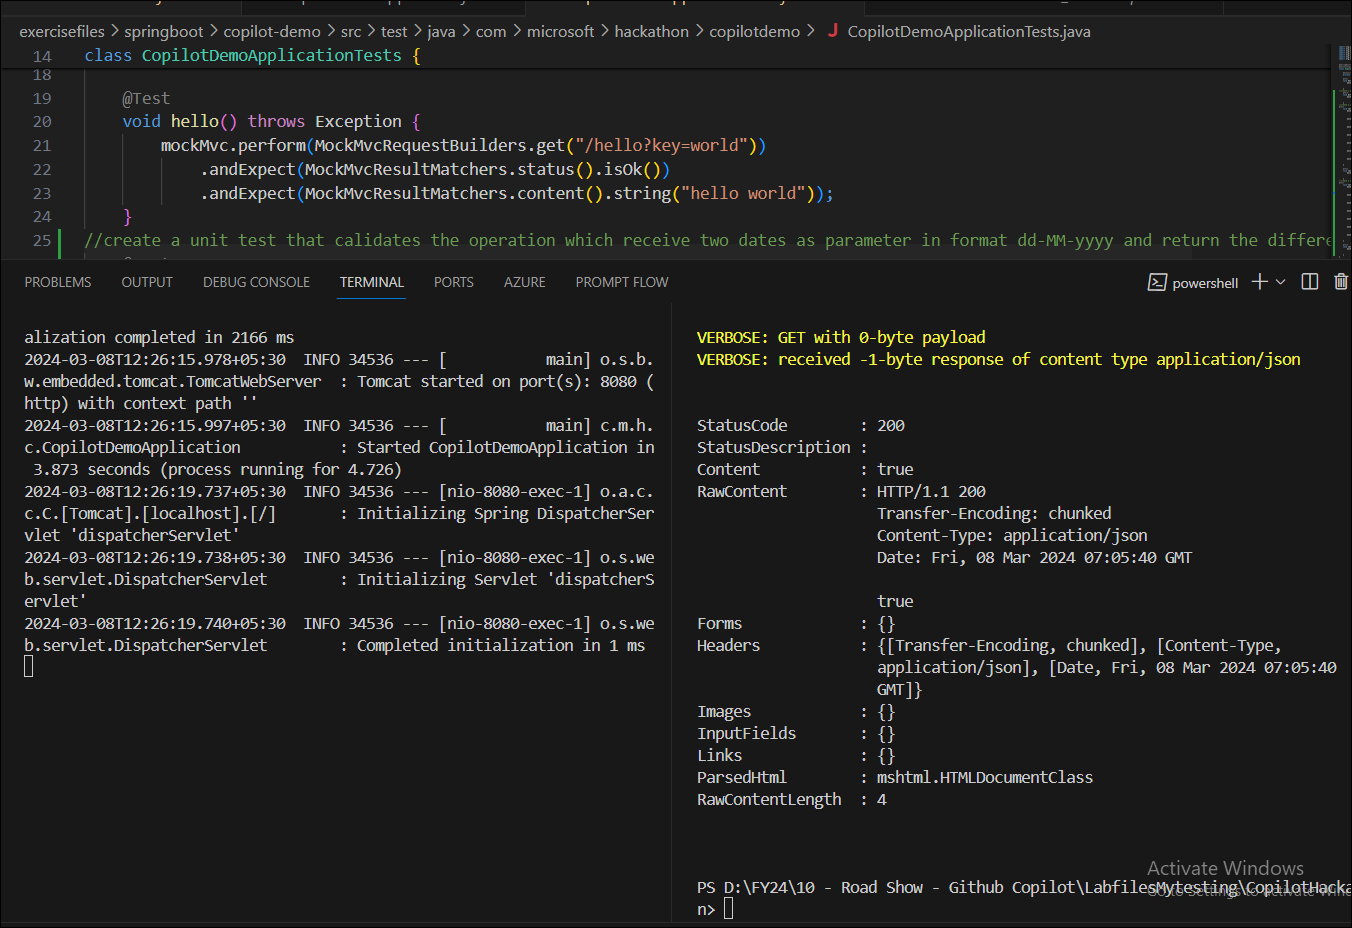 exercisefiles > springboot > copilot-demo > src > test > java > com > microsoft > hackathon > copilotdemo > J CopilotDemoApplicationTests.java
14 class CopilotDemoApplicationTests {
18
19 @Test
20 void hello() throws Exception {
21 mockMvc.perform(MockMvcRequestBuilders.get("/hello?key=world"))
22 .andExpect(MockMvcResultMatchers.status().isOk())
23 .andExpect(MockMvcResultMatchers.content().string("hello world"));
24 }
25 //create a unit test that calidates the operation which receive two dates as parameter in format dd-MM-yyyy and return the differe
PROBLEMS OUTPUT DEBUG CONSOLE TERMINAL PORTS AZURE PROMPT FLOW
powershell
alization completed in 2166 ms
2024-03-08T12:26:15.978+05:30 INFO 34536 --- [ main] o.s.b.
w.embedded.tomcat.TomcatWebServer : Tomcat started on port(s): 8080 (
http) with context path ''
2024-03-08T12:26:15.997+05:30 INFO 34536 --- [ main] c.m.h.
c.CopilotDemoApplication : Started CopilotDemoApplication in
3.873 seconds (process running for 4.726)
2024-03-08T12:26:19.737+05:30 INFO 34536 --- [nio-8080-exec-1] o.a.c.
c.C.[Tomcat].[localhost].[/] : Initializing Spring DispatcherSer
vlet 'dispatcherServlet'
2024-03-08T12:26:19.738+05:30 INFO 34536 --- [nio-8080-exec-1] o.s.we
b.servlet.DispatcherServlet : Initializing Servlet 'dispatcherS
ervlet'
2024-03-08T12:26:19.740+05:30 INFO 34536 --- [nio-8080-exec-1] o.s.we
b.servlet.DispatcherServlet : Completed initialization in 1 ms
VERBOSE: GET with 0-byte payload
VERBOSE: received -1-byte response of content type application/json
StatusCode : 200
StatusDescription :
Content : true
RawContent : HTTP/1.1 200
Transfer-Encoding: chunked
Content-Type: application/json
Date: Fri, 08 Mar 2024 07:05:40 GMT
true
Forms : {}
Headers : {[Transfer-Encoding, chunked], [Content-Type,
application/json], [Date, Fri, 08 Mar 2024 07:05:40
GMT]}
Images : {}
InputFields : {}
Links : {}
ParsedHtml : mshtml.HTMLDocumentClass
RawContentLength : 4
Activate Windows
Go to Settings to activate Win
PS D:\FY24\10 - Road Show - Github Copilot\LabfilesMytesting\CopilotHacka
n>